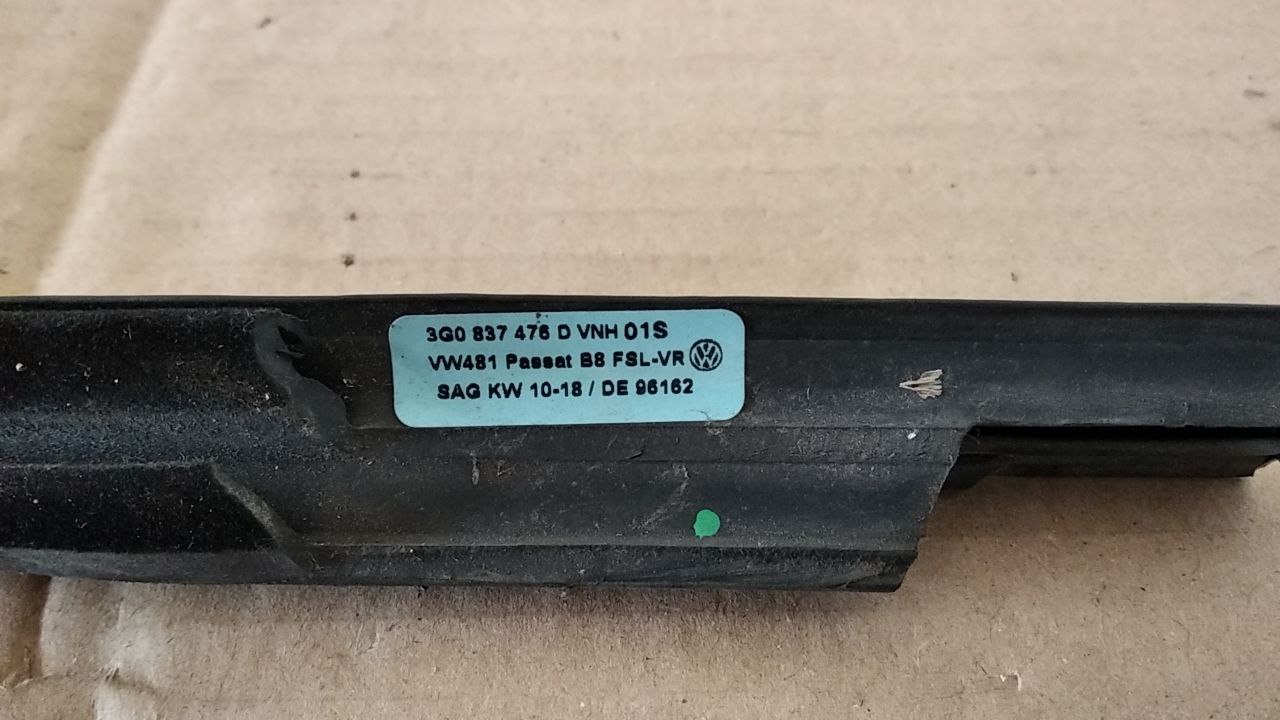 3G0 837 476 D VNH 01S
VW481 Passat B8 FSL-VR
SAG KW 10-18 / DE 96162